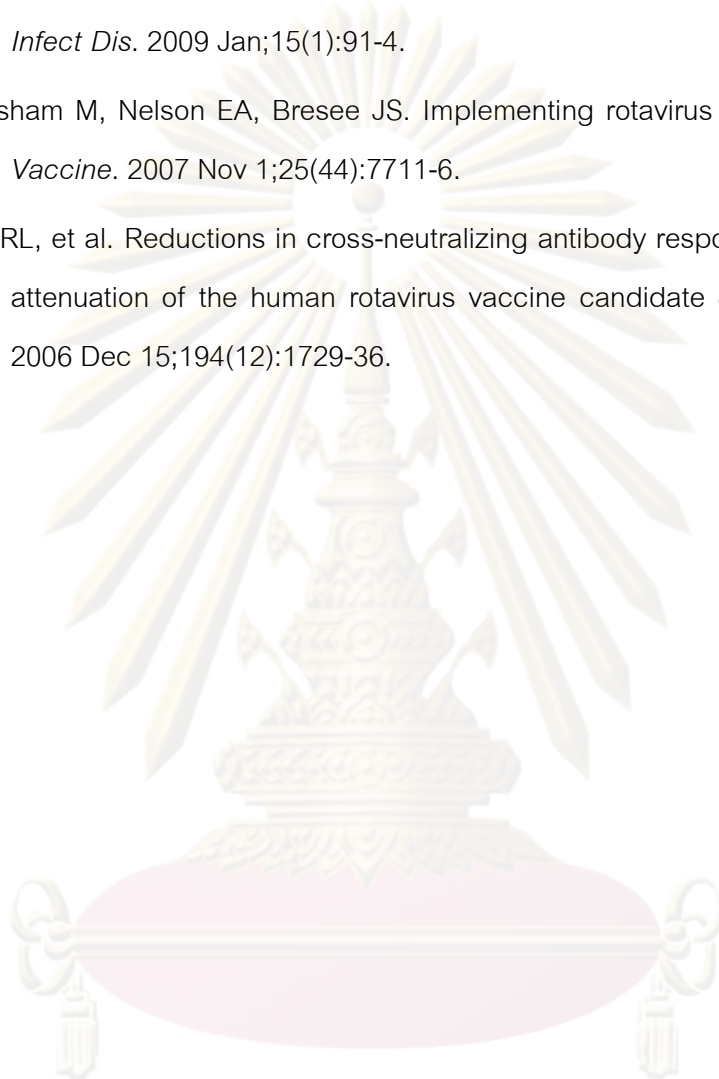 Infect Dis. 2009 Jan;15(1):91-4.
sham M, Nelson EA, Bresee JS. Implementing rotavirus
Vaccine. 2007 Nov 1;25(44):7711-6.
RL, et al. Reductions in cross-neutralizing antibody respo
attenuation of the human rotavirus vaccine candidate
2006 Dec 15;194(12):1729-36.